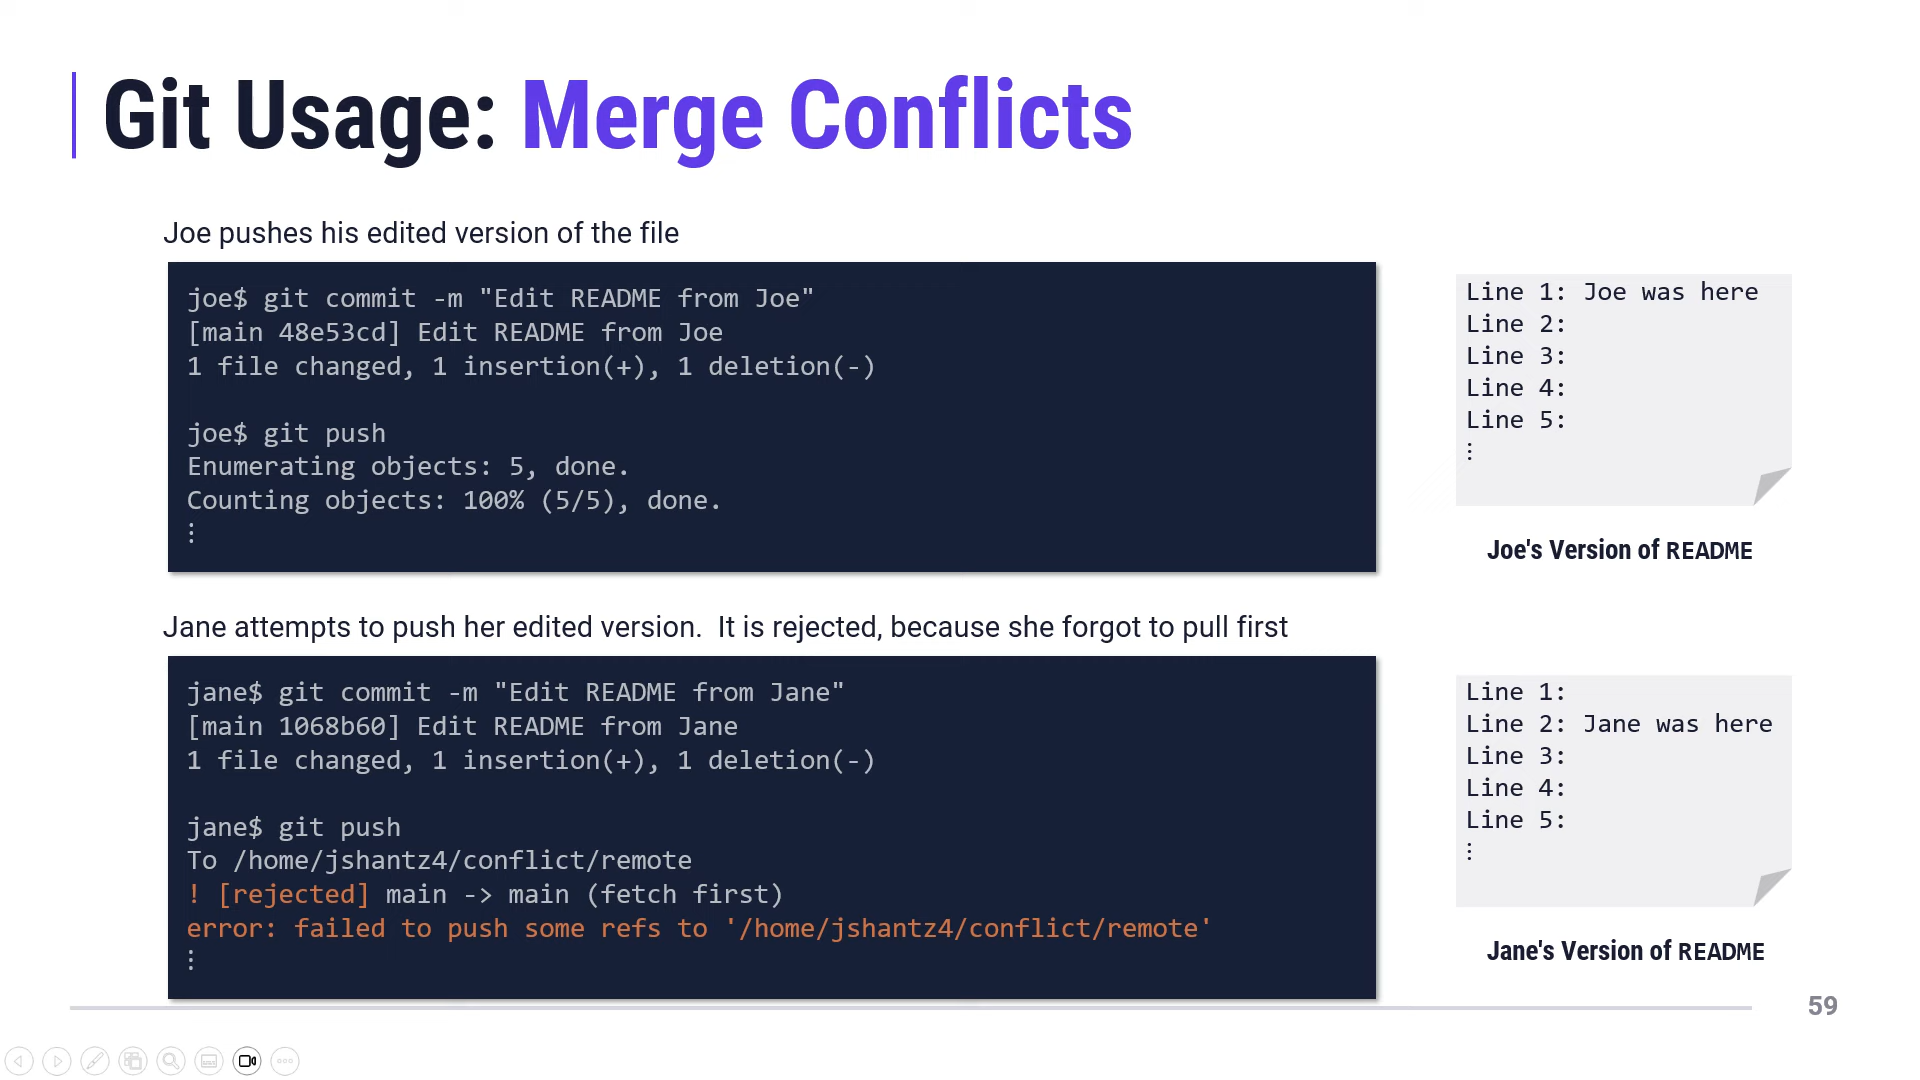 Git Usage: Merge Conflicts
Joe pushes his edited version of the file
joe$ git commit -m "Edit README from Joe"
[main 48e53cd] Edit README from Joe
1 file changed, 1 insertion(+), 1 deletion(-)
joe$ git push
Enumerating objects: 5, done.
Counting objects: 100% (5/5), done.
⋮
Line 1: Joe was here
Line 2:
Line 3:
Line 4:
Line 5:
⋮
Joe's Version of README
Jane attempts to push her edited version.  It is rejected, because she forgot to pull first
jane$ git commit -m "Edit README from Jane"
[main 1068b60] Edit README from Jane
1 file changed, 1 insertion(+), 1 deletion(-)
jane$ git push
To /home/jshantz4/conflict/remote
! [rejected] main -> main (fetch first)
error: failed to push some refs to '/home/jshantz4/conflict/remote'
⋮
Line 1:
Line 2: Jane was here
Line 3:
Line 4:
Line 5:
⋮
Jane's Version of README
59